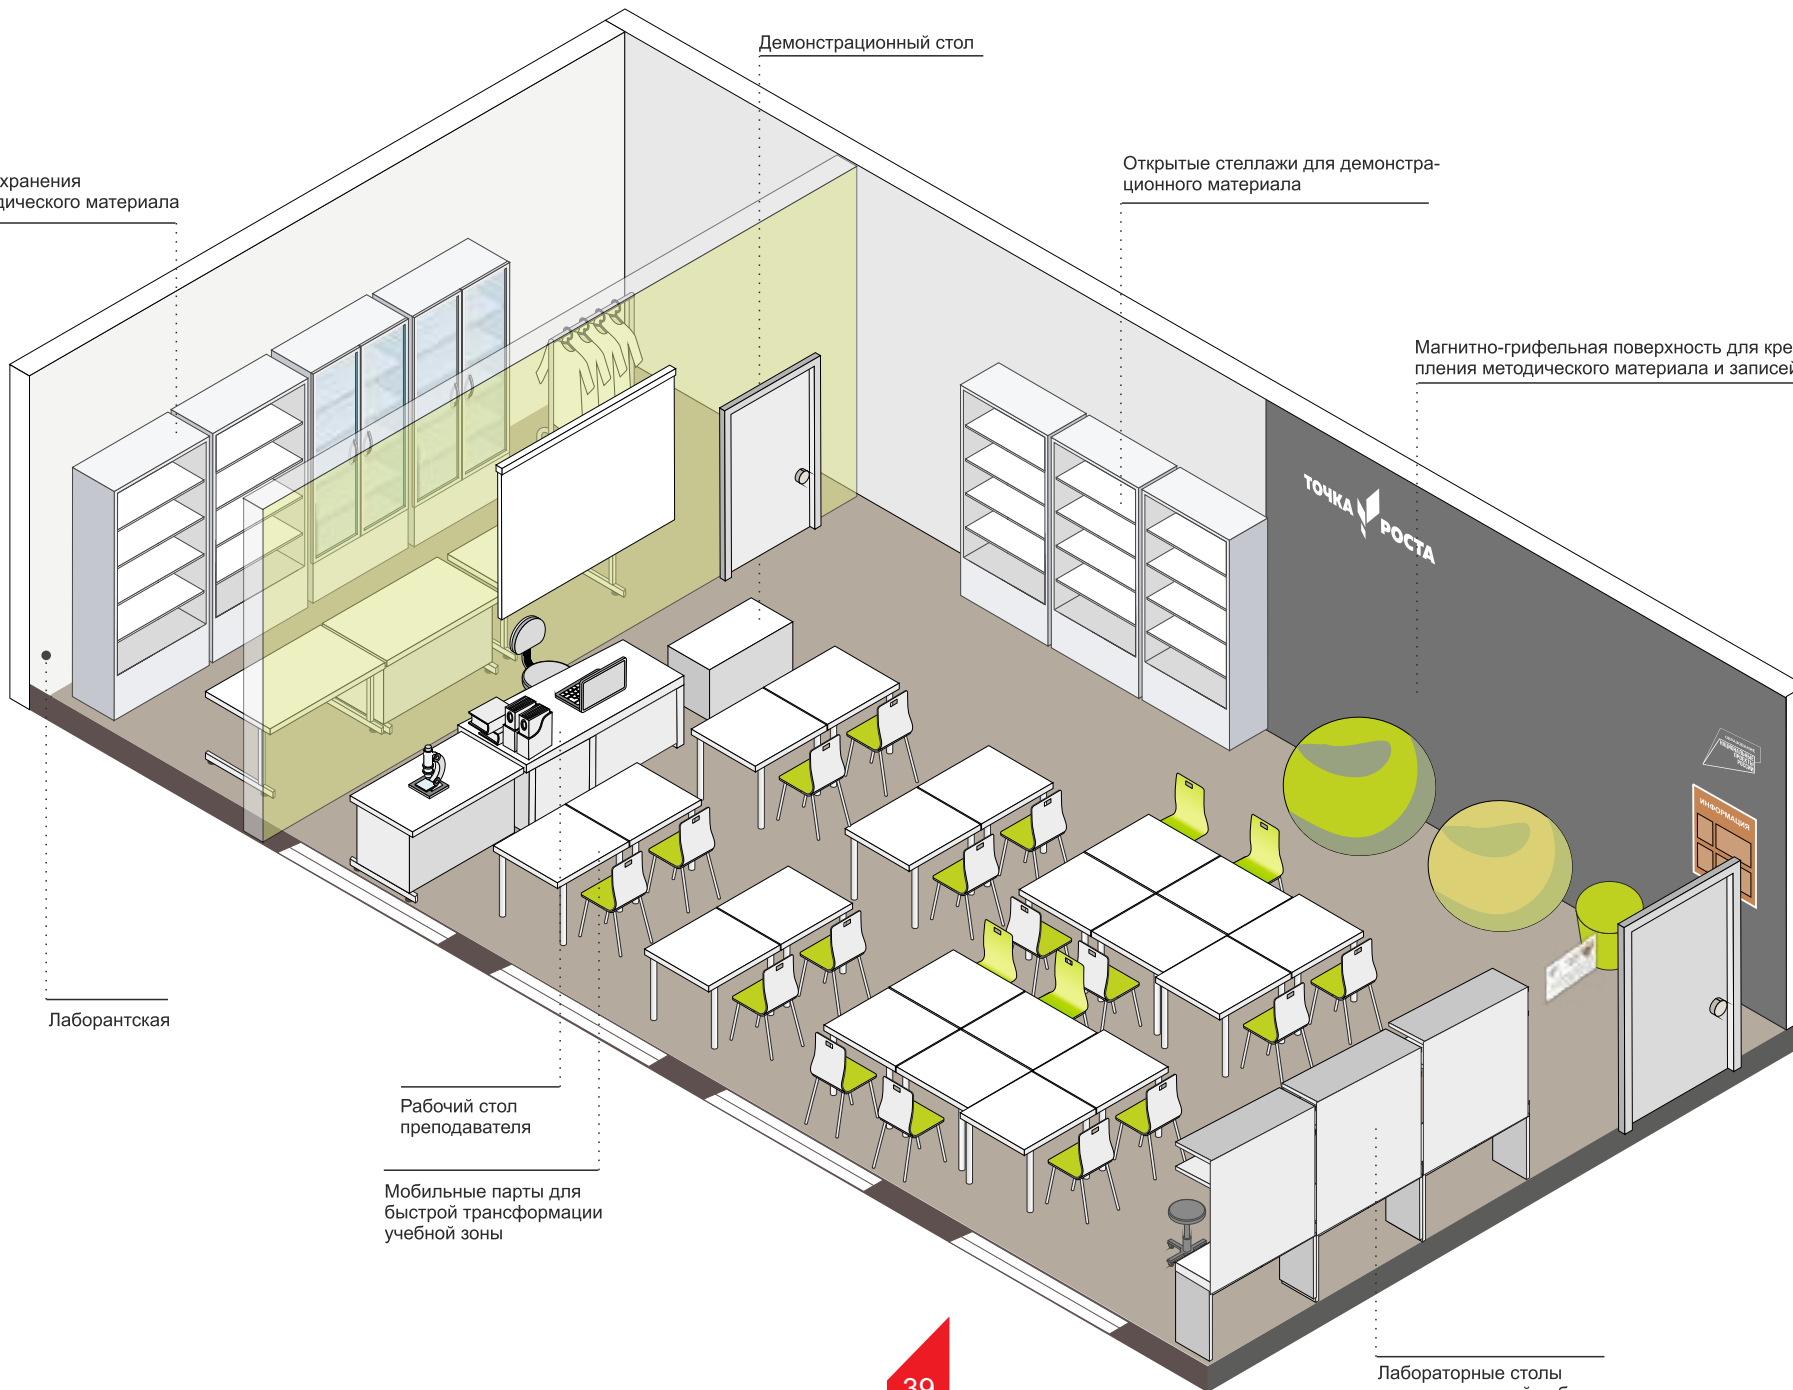 Демонстрационный стол
хранения
дического материала
Открытые стеллажи для демонстра-
ционного материала
Магнитно-грифельная поверхность для кре
пления методического материала и записей
ТОЧКА
РОСТА
ИНФОРМАЦИЯ
Лаборантская
Рабочий стол
преподавателя
Мобильные парты для
быстрой трансформации
учебной зоны
Лабораторные столы
39